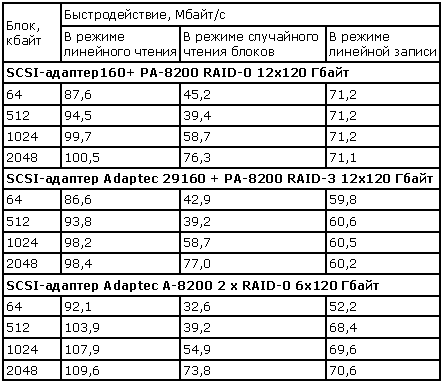 Блок, кбайт
Быстродействие, Мбайт/с
В режиме линейного чтения
В режиме случайного чтения блоков
В режиме линейной записи
SCSI-адаптер160+ PA-8200 RAID-0 12x120 Гбайт
64 87,6 45,2 71,2
512 94,5 39,4 71,2
1024 99,7 58,7 71,2
2048 100,5 76,3 71,1
SCSI-адаптер Adaptec 29160 + PA-8200 RAID-3 12x120 Гбайт
64 86,6 42,9 59,8
512 93,8 39,2 60,6
1024 98,2 58,7 60,5
2048 98,4 77,0 60,2
SCSI-адаптер Adaptec A-8200 2 x RAID-0 6x120 Гбайт
64 92,1 32,6 52,2
512 103,9 39,2 68,4
1024 107,9 54,9 69,6
2048 109,6 73,8 70,6